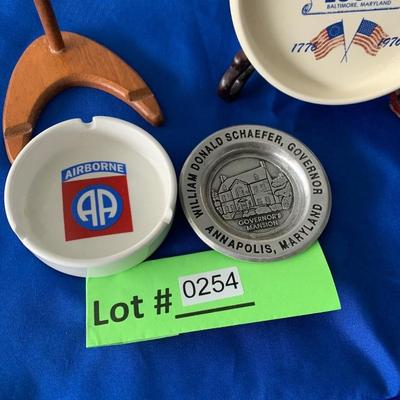 BALTIMORE, MARYLAND
1776 1976
AIRBORNE
AA
WILLIAM DONALD SCHAEFER, GOVERNOR
GOVERNOR'S
MANSION
ANNAPOLIS, MARYLAND
Lot # 0254